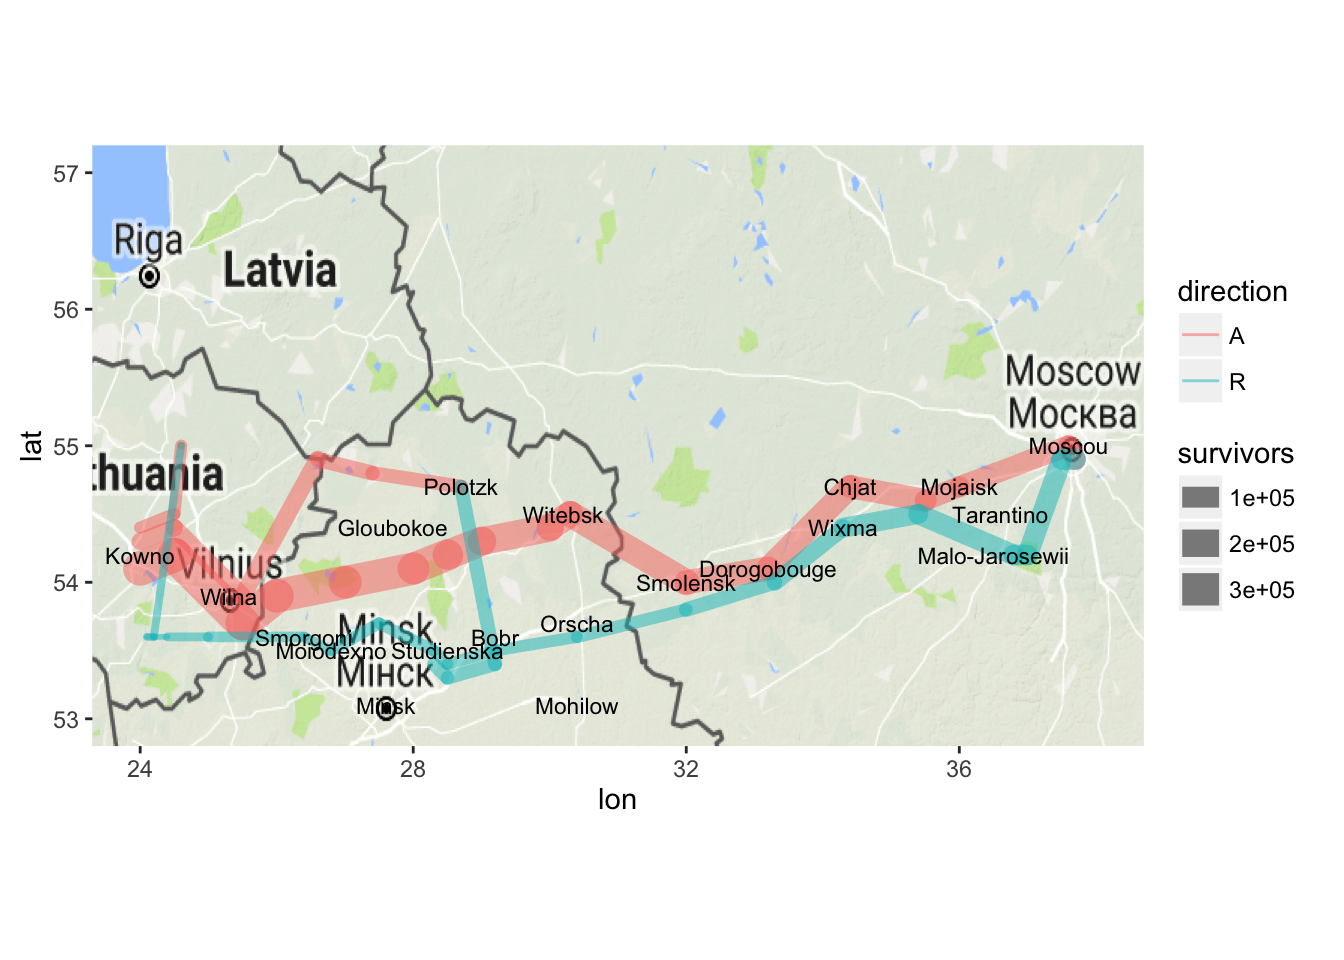 57
56
55
54
53
lat
24
28
32
36
lon
Riga
Latvia
thuania
Moscow
Москва
Moscou
Polotzk
Chjat
Mojaisk
Witebsk
Tarantino
Gloubokoe
Wixma
Kowno
Vilnius
Malo-Jarosewii
Dorogobouge
Smolensk
Wilna
Orscha
Minsk
Smorgoni
Bobr
Moiodexno
Studienska
Мінск
Minsk
Mohilow
direction
A
R
survivors
1e+05
2e+05
3e+05